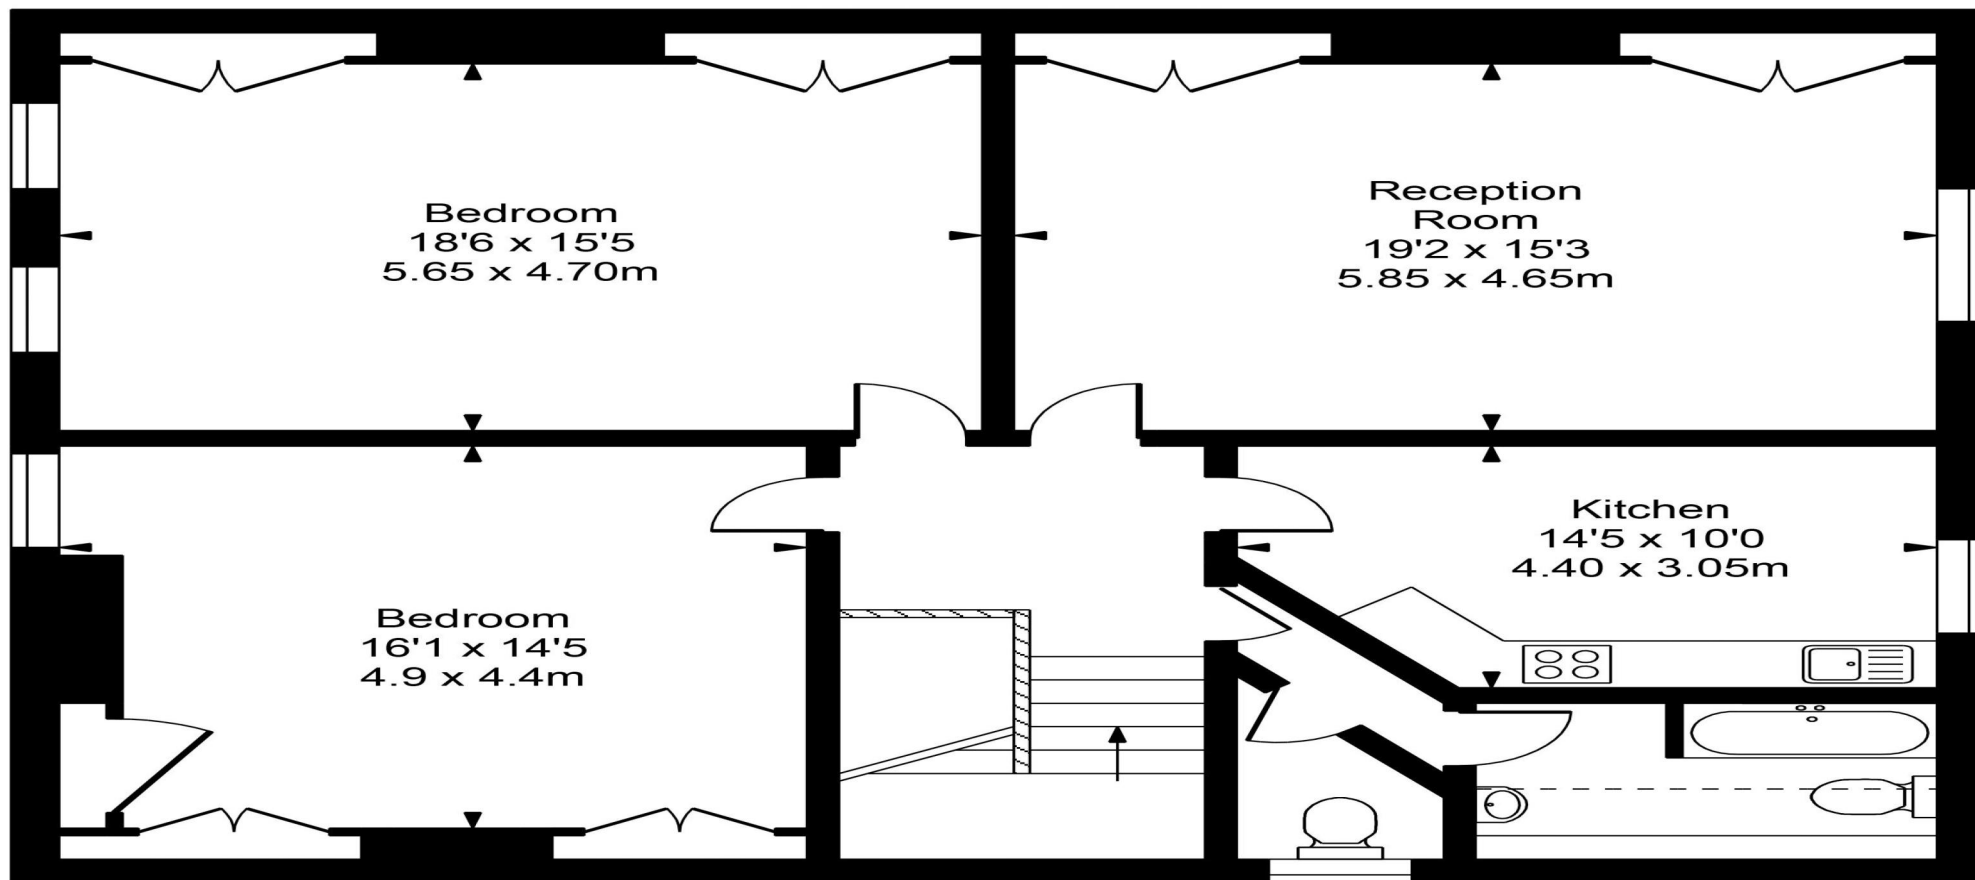 Bedroom
18'6 x 15'5
5.65 x 4.70m
Reception
Room
19'2 x 15'3
5.85 x 4.65m
Kitchen
14'5 x 10'0
4.40 x 3.05m
Bedroom
16'1 x 14'5
4.9 x 4.4m